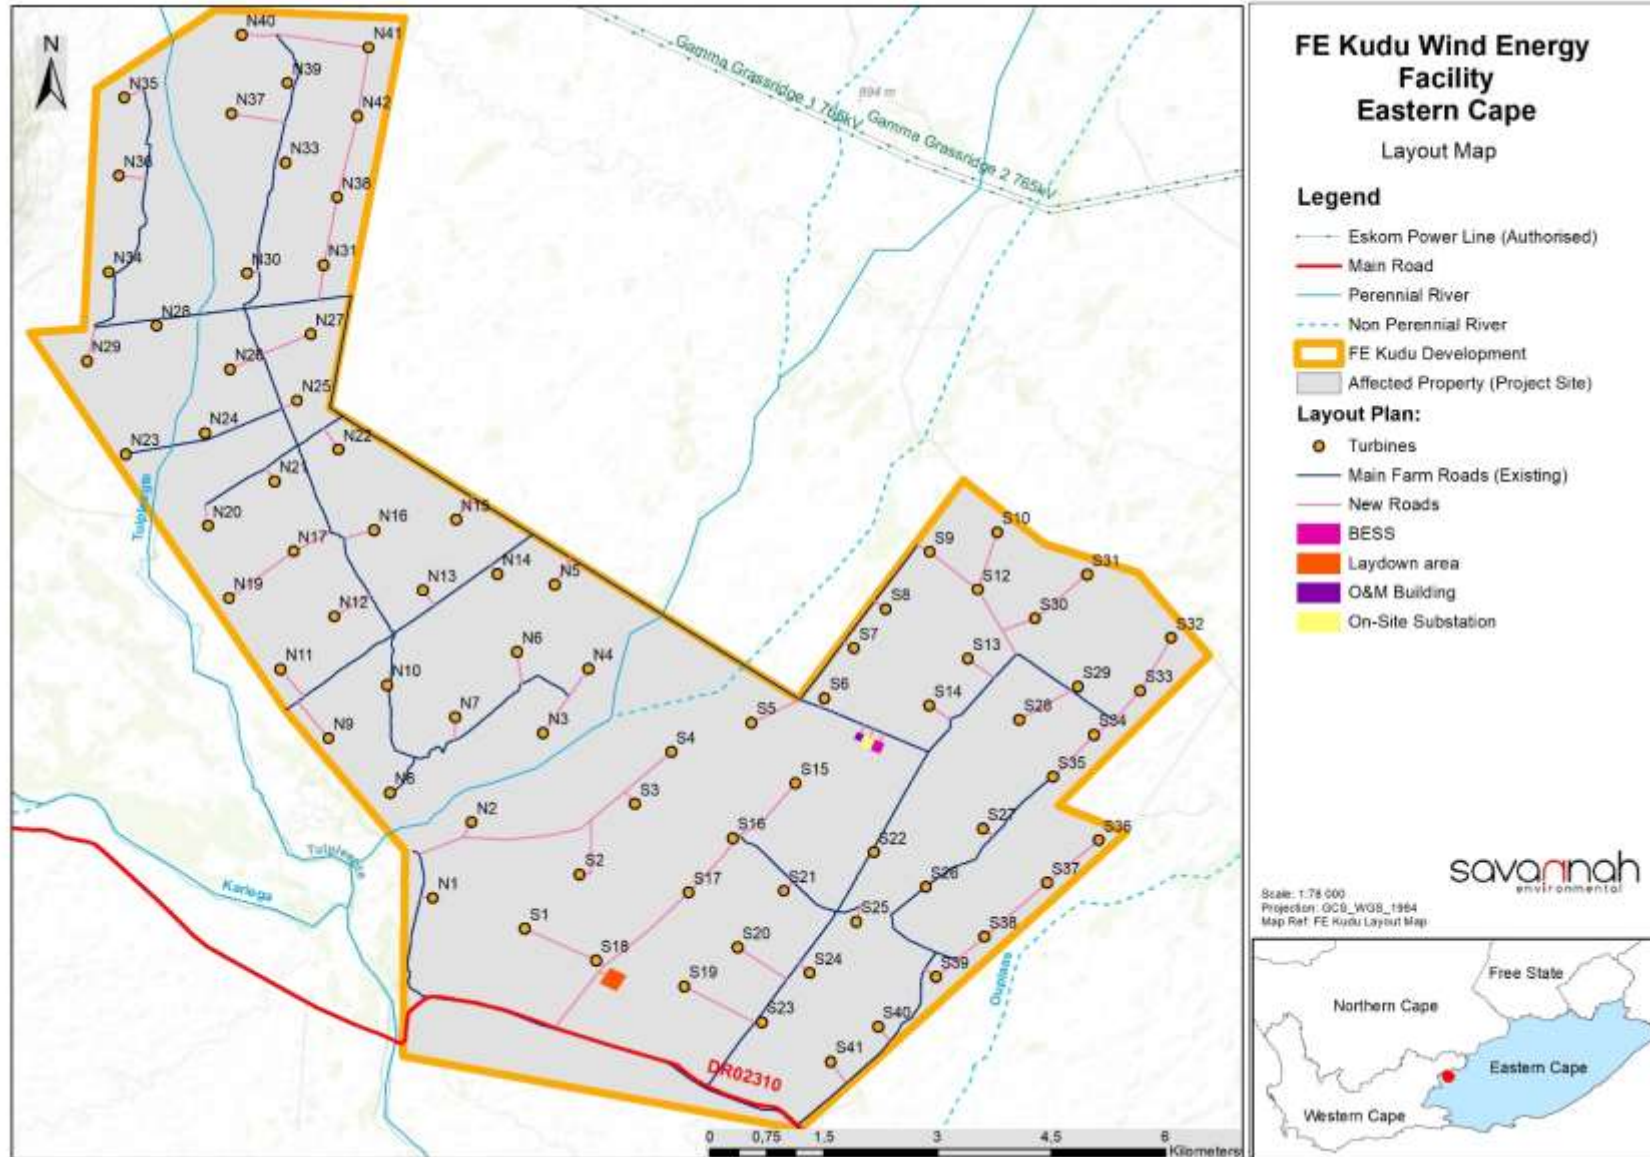 FE Kudu Wind Energy
Facility
Eastern Cape
Layout Map
Legend
Eskom Power Line (Authorised)
Main Road
Perennial River
Non Perennial River
FE Kudu Development
Affected Property (Project Site)
Layout Plan:
Turbines
Main Farm Roads (Existing)
New Roads
BESS
Laydown area
O&M Building
On-Site Substation
savannah
environmental
Scale: 1:78 000
Projection: GCS_WGS_1984
Map Ref: FE Kudu Layout Map
Free State
Northern Cape
Eastern Cape
Western Cape
N
Gamma Grassridge 1 765kV
894 m
Gamma Grassridge 2 765kV
N40
N41
N39
N35
N37
N42
N33
N36
N38
N31
N34
N30
N28
N27
N29
N26
N25
N24
N23
N22
N21
N20
N15
N16
N17
N14
N5
N13
N19
N12
N11
N6
N4
N10
N7
N3
N9
N8
N2
N1
S10
S9
S31
S12
S8
S30
S7
S32
S13
S29
S33
S6
S14
S28
S5
S34
S4
S35
S15
S3
S27
S16
S36
S22
S2
S37
S26
S17
S21
S25
S1
S38
S20
S18
S24
S39
S19
S23
S40
S41
Kariega
DR02310
0 0,75 1,5 3 4,5 6
Kilometers